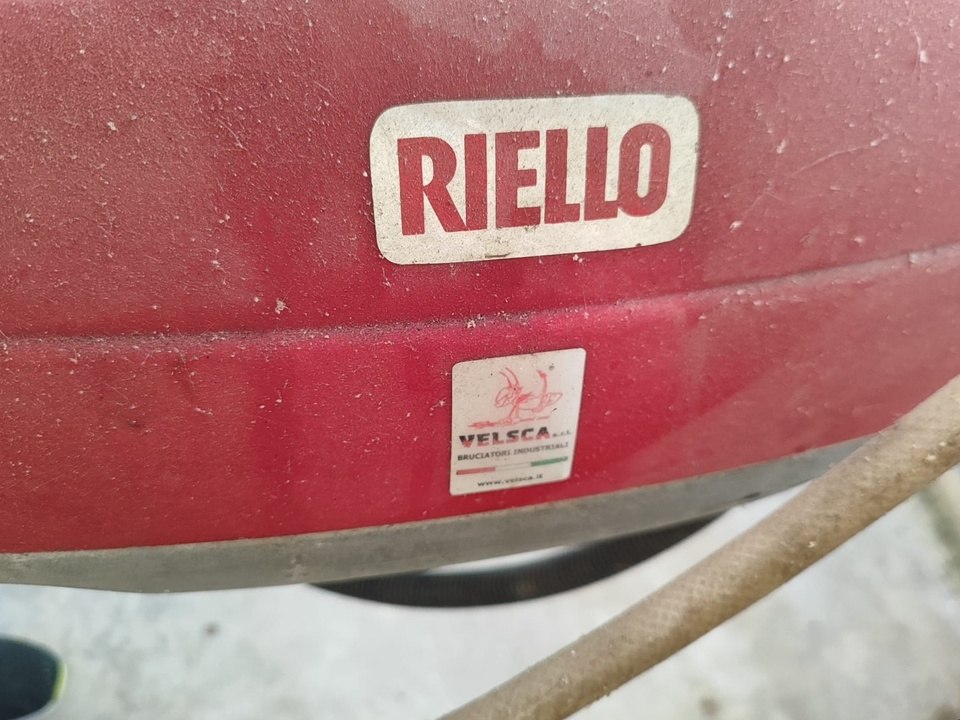 RIELLO
VELSCA s.r.l.
BRUCIATORI INDUSTRIALI
www.velsca.it